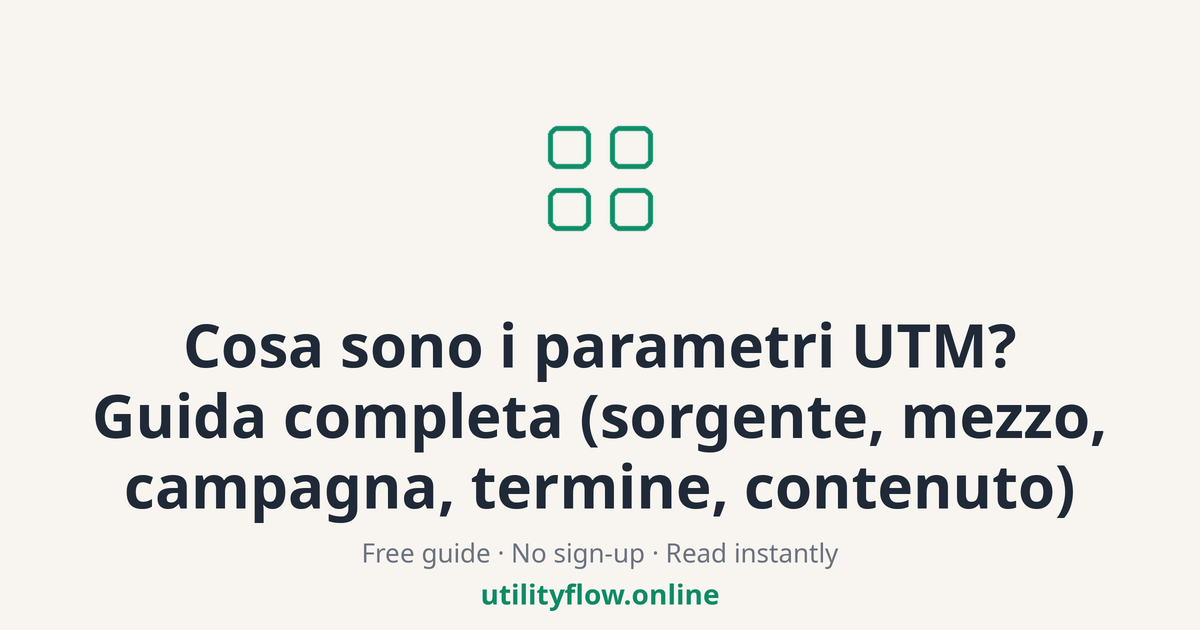 Cosa sono i parametri UTM?
Guida completa (sorgente, mezzo,
campagna, termine, contenuto)
Free guide · No sign-up · Read instantly
utilityflow.online